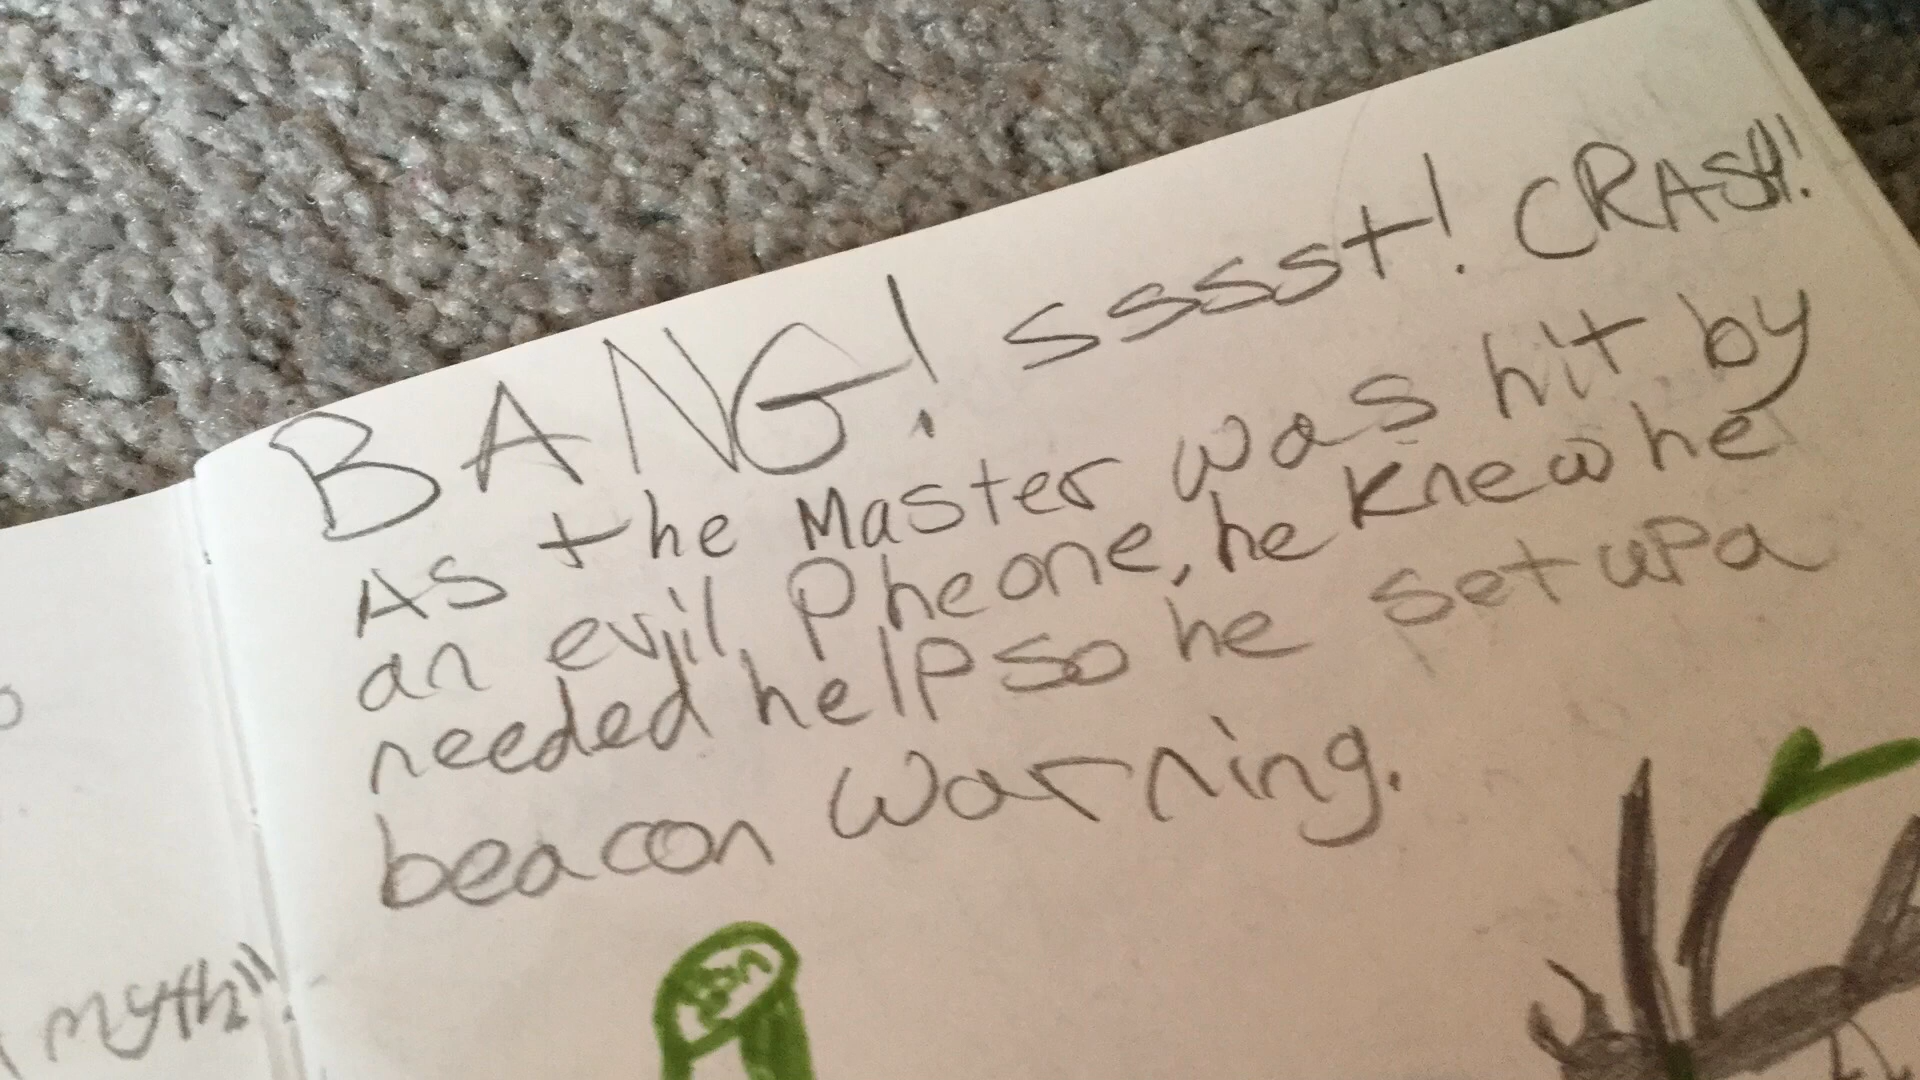 BANG! sssst! CRASH!
As the Master was hit by
an evil Pheone, he knew he
needed help so he set up a
beacon warning.
myth".